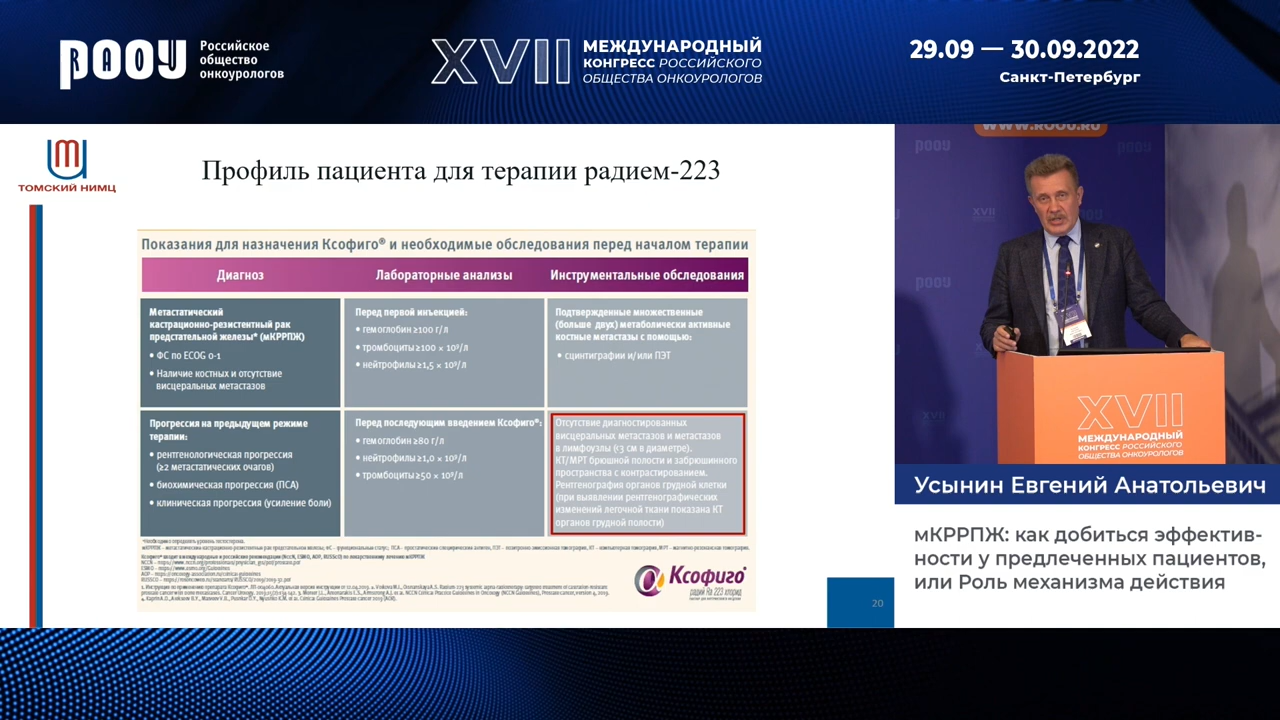 РООУ
Российское
общество
онкоурологов
XVII
МЕЖДУНАРОДНЫЙ
КОНГРЕСС РОССИЙСКОГО
ОБЩЕСТВА ОНКОУРОЛОГОВ
29.09 — 30.09.2022
Санкт-Петербург
ТОМСКИЙ НИМЦ
Профиль пациента для терапии радием-223
Показания для назначения Ксофиго® и необходимые обследования перед началом терапии
Диагноз
Лабораторные анализы
Инструментальные обследования
Метастатический
кастрационно-резистентный рак
предстательной железы* (мКРРПЖ)
• ФС по ECOG 0-1
• Наличие костных и отсутствие
висцеральных метастазов
Перед первой инъекцией:
• гемоглобин ≥100 г/л
• тромбоциты ≥100 × 10⁹/л
• нейтрофилы ≥1,5 × 10⁹/л
Подтвержденные множественные
(больше двух) метаболически активные
костные метастазы с помощью:
• сцинтиграфии и/или ПЭТ
Прогрессия на предыдущем режиме
терапии:
• рентгенологическая прогрессия
(≥2 метастатических очагов)
• биохимическая прогрессия (ПСА)
• клиническая прогрессия (усиление боли)
Перед последующим введением Ксофиго®:
• гемоглобин ≥80 г/л
• нейтрофилы ≥1,0 × 10⁹/л
• тромбоциты ≥50 × 10⁹/л
Отсутствие диагностированных
висцеральных метастазов и метастазов
в лимфоузлы (<3 см в диаметре).
КТ/МРТ брюшной полости и забрюшинного
пространства с контрастированием.
Рентгенография органов грудной клетки
(при выявлении рентгенографических
изменений легочной ткани показана КТ
органов грудной полости)
*Необходимо определять уровень тестостерона.
Ксофиго®
радий Ra 223 хлорид
20
WWW.ROOU.RU
XVII
МЕЖДУНАРОДНЫЙ
КОНГРЕСС РОССИЙСКОГО
ОБЩЕСТВА ОНКОУРОЛОГОВ
Усынин Евгений Анатольевич
мКРРПЖ: как добиться эффектив-
ности у предлеченных пациентов,
или Роль механизма действия